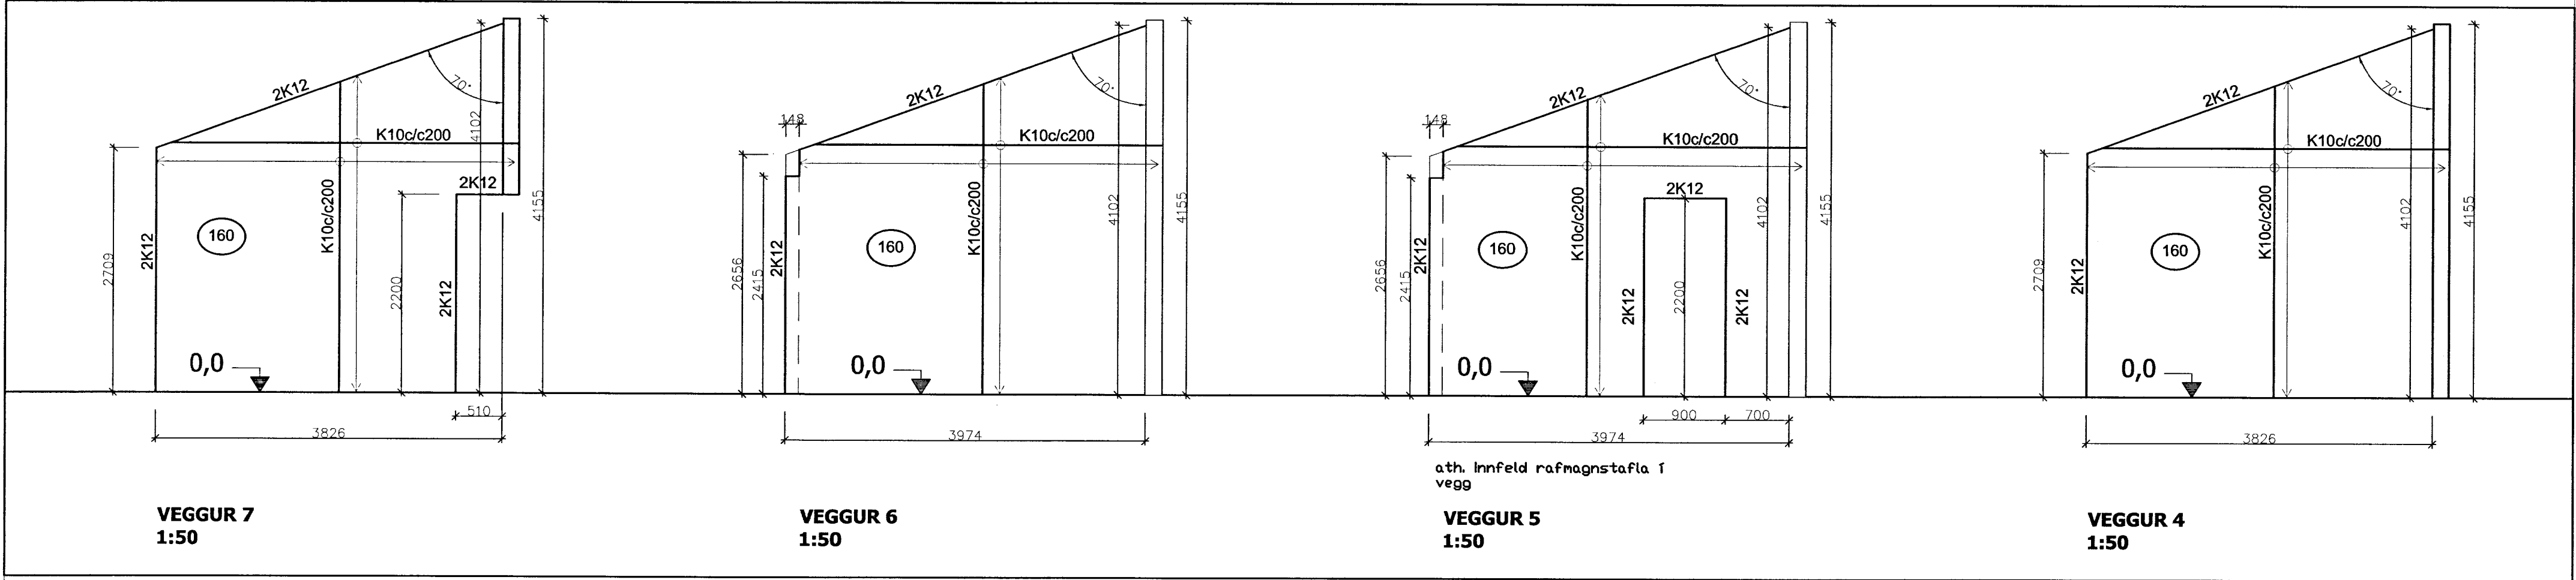 2K12
70°
4102
K10c/c200
2K12
4155
K10c/c200
160
2K12
2709
2200
2K12
0,0
510
3826
VEGGUR 7
1:50
2K12
70°
148
K10c/c200
4102
4155
K10c/c200
160
2K12
2656
2415
0,0
3974
VEGGUR 6
1:50
2K12
70°
148
K10c/c200
2K12
4102
4155
K10c/c200
160
2K12
2656
2415
2K12
2200
2K12
0,0
900
700
3974
ath. Innfeld rafmagnstafla í
vegg
VEGGUR 5
1:50
2K12
70°
K10c/c200
4102
4155
K10c/c200
160
2K12
2709
0,0
3826
VEGGUR 4
1:50